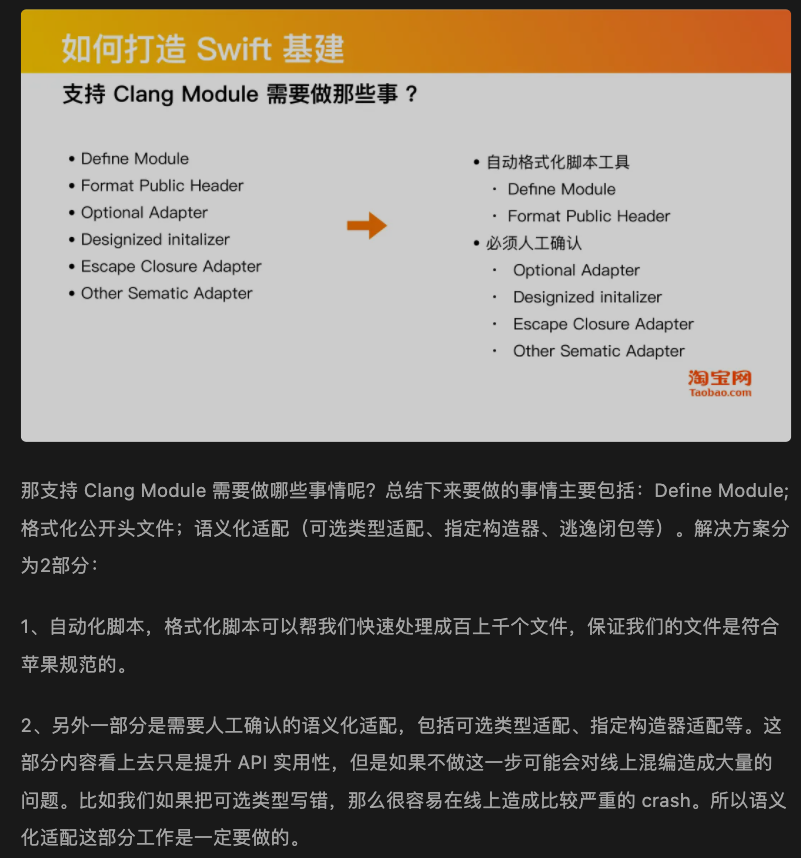 如何打造 Swift 基建
支持 Clang Module 需要做那些事？
• Define Module
• Format Public Header
• Optional Adapter
• Designized initalizer
• Escape Closure Adapter
• Other Sematic Adapter
• 自动格式化脚本工具
· Define Module
· Format Public Header
• 必须人工确认
· Optional Adapter
· Designized initalizer
· Escape Closure Adapter
· Other Sematic Adapter
淘宝网
Taobao.com
那支持 Clang Module 需要做哪些事情呢？总结下来要做的事情主要包括：Define Module;
格式化公开头文件；语义化适配（可选类型适配、指定构造器、逃逸闭包等）。解决方案分
为2部分：
1、自动化脚本，格式化脚本可以帮我们快速处理成百上千个文件，保证我们的文件是符合
苹果规范的。
2、另外一部分是需要人工确认的语义化适配，包括可选类型适配、指定构造器适配等。这
部分内容看上去只是提升 API 实用性，但是如果不做这一步可能会对线上混编造成大量的
问题。比如我们如果把可选类型写错，那么很容易在线上造成比较严重的 crash。所以语义
化适配这部分工作是一定要做的。